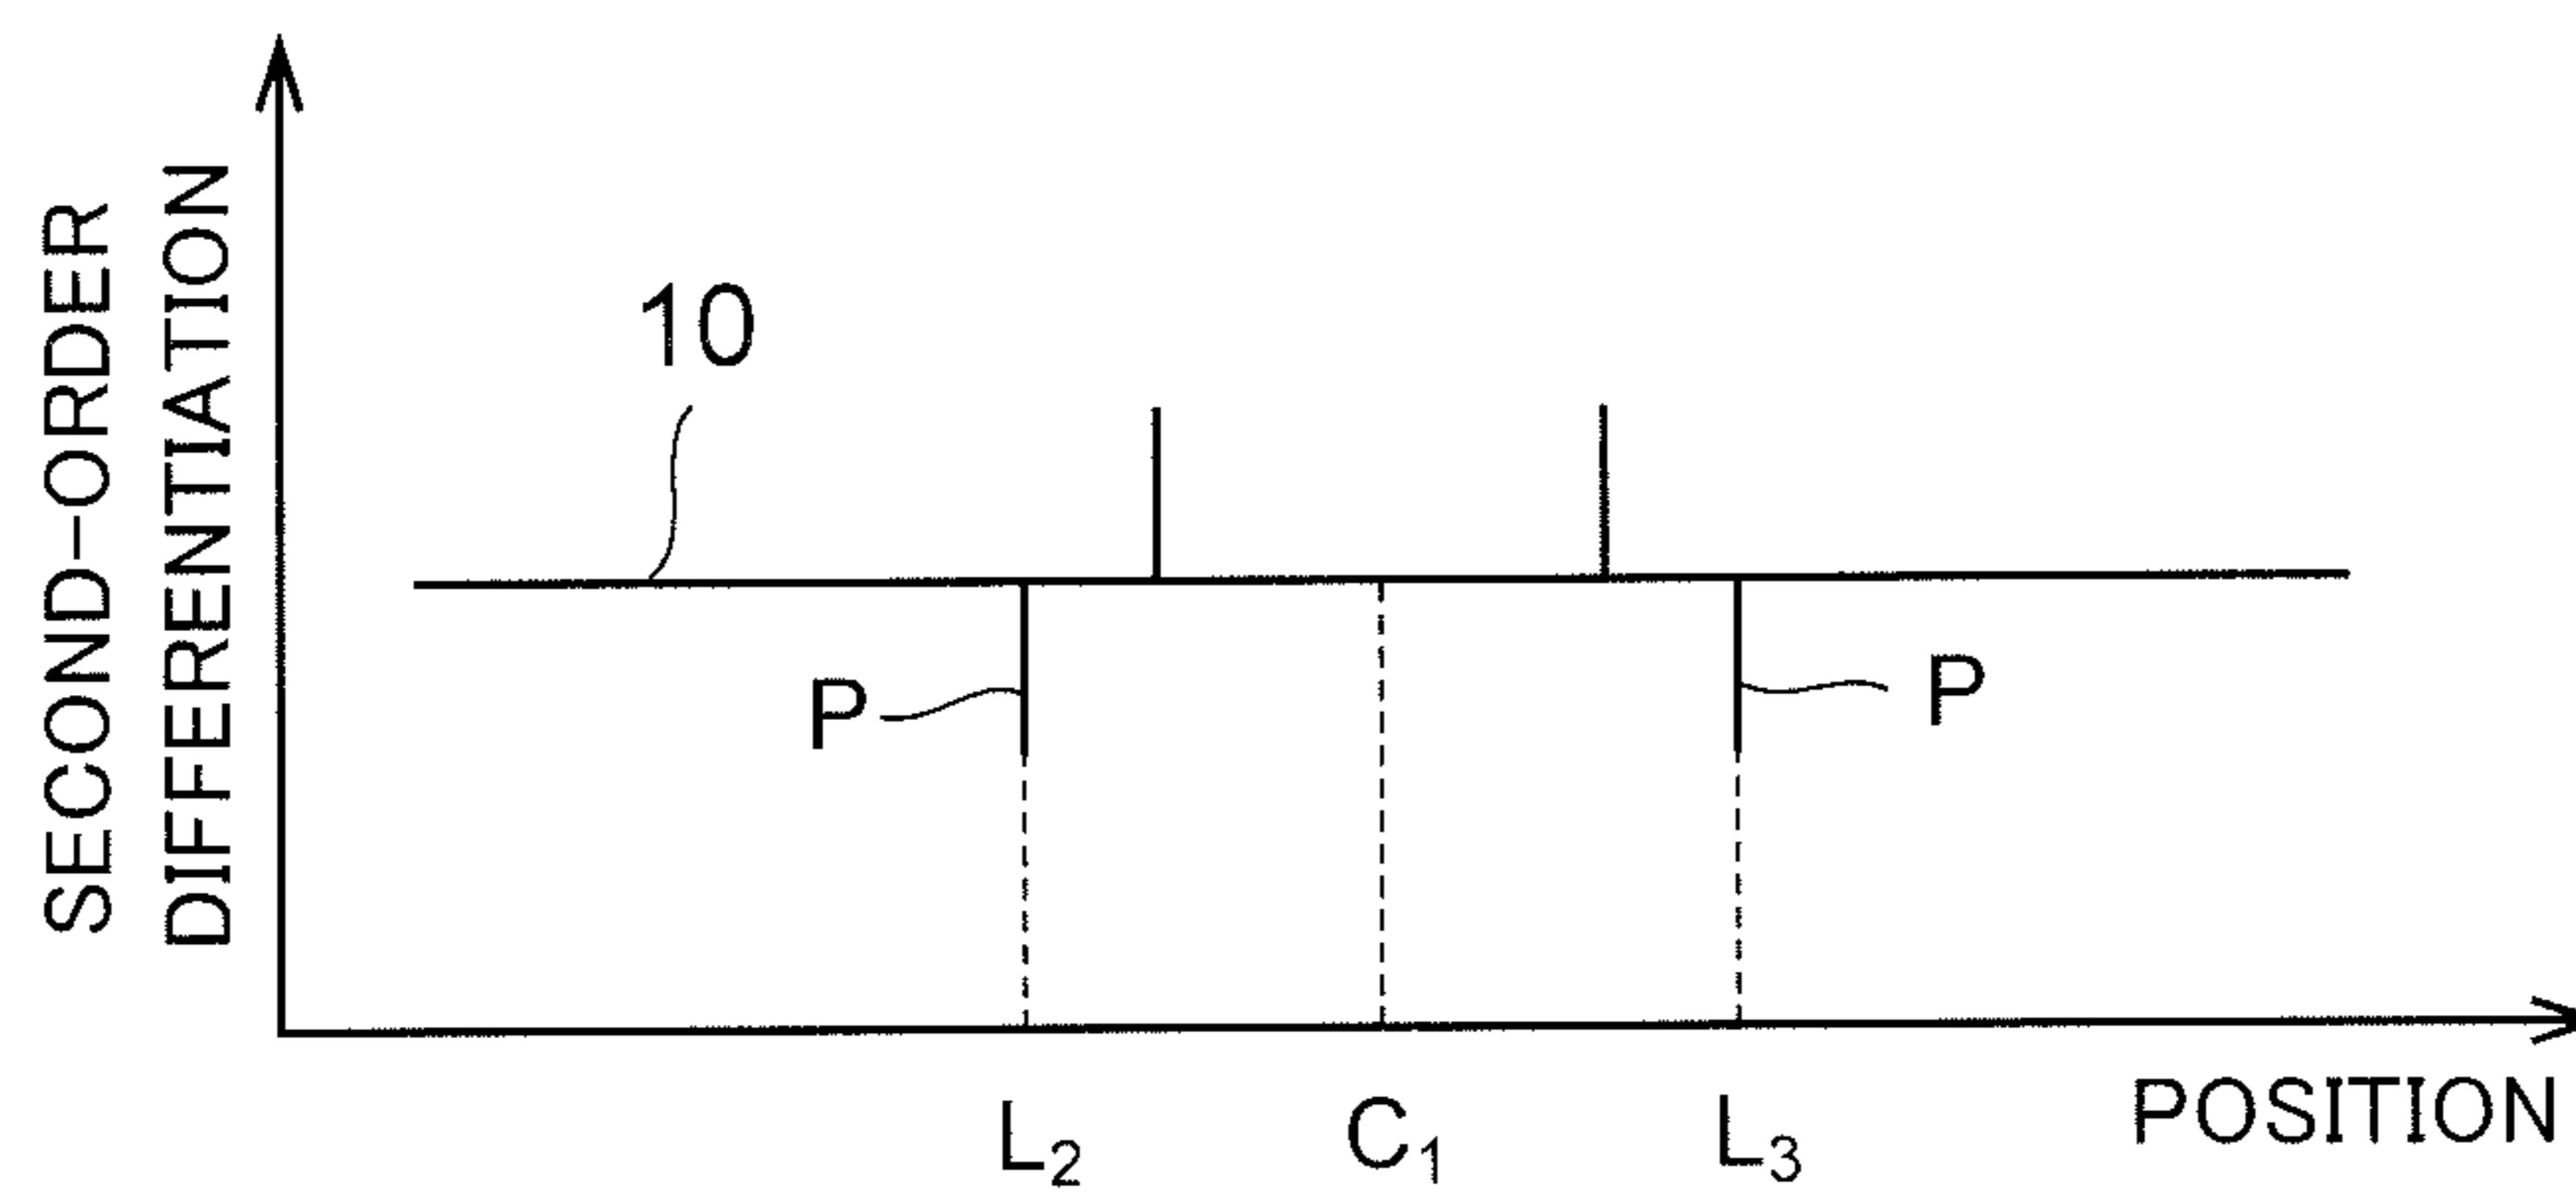 SECOND-ORDER
DIFFERENTIATION
10
P
P
L₂
C₁
L₃
POSITION